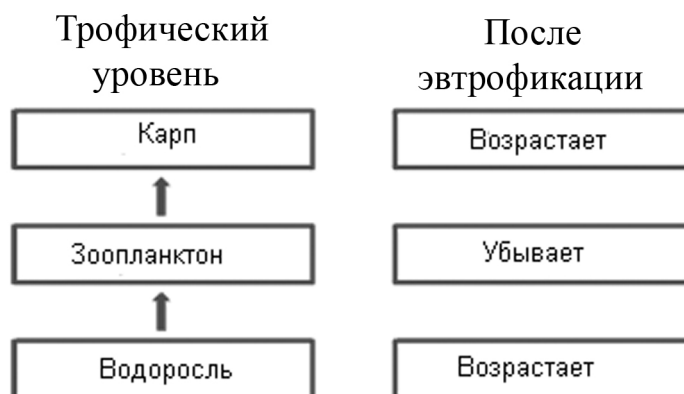 Трофический
уровень
После
эвтрофикации
Карп
Возрастает
Зоопланктон
Убывает
Водоросль
Возрастает